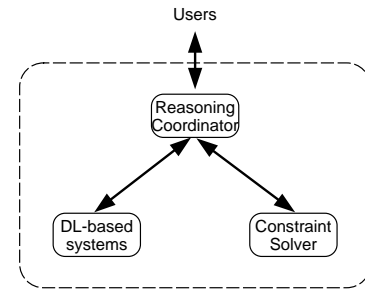 Users
Reasoning
Coordinator
DL-based
systems
Constraint
Solver